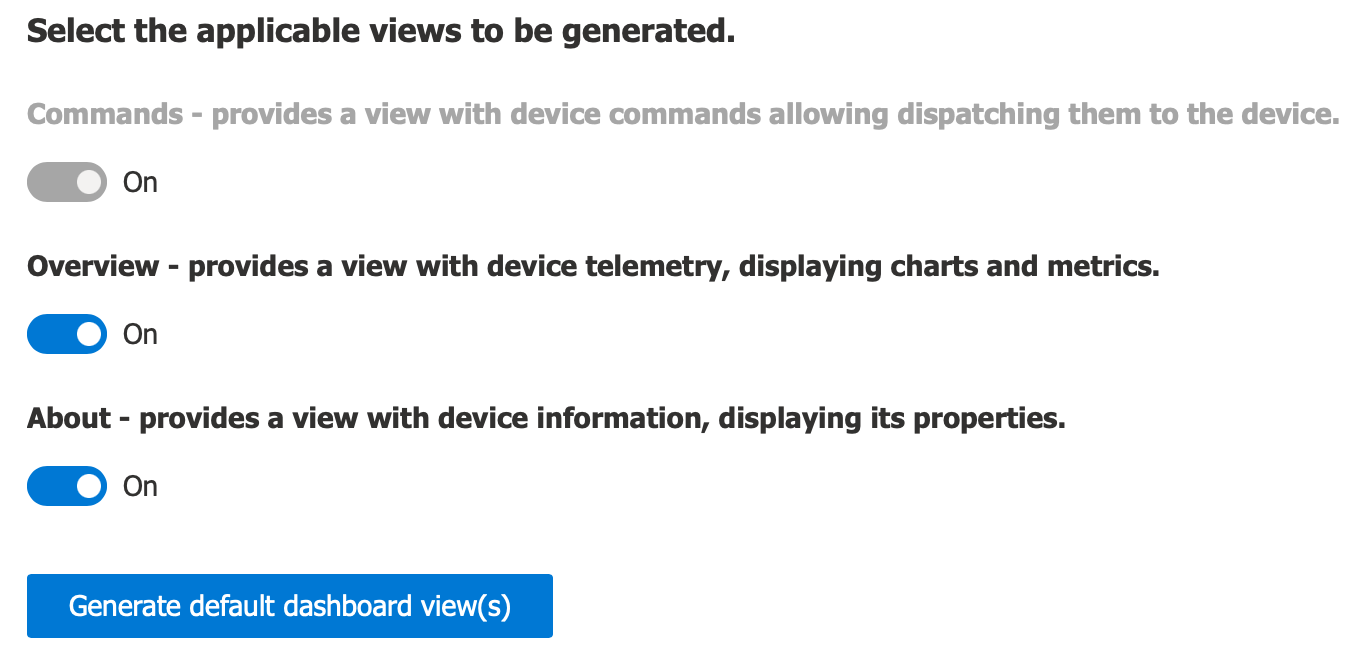 Select the applicable views to be generated.
Commands - provides a view with device commands allowing dispatching them to the device.
On
Overview - provides a view with device telemetry, displaying charts and metrics.
On
About - provides a view with device information, displaying its properties.
On
Generate default dashboard view(s)